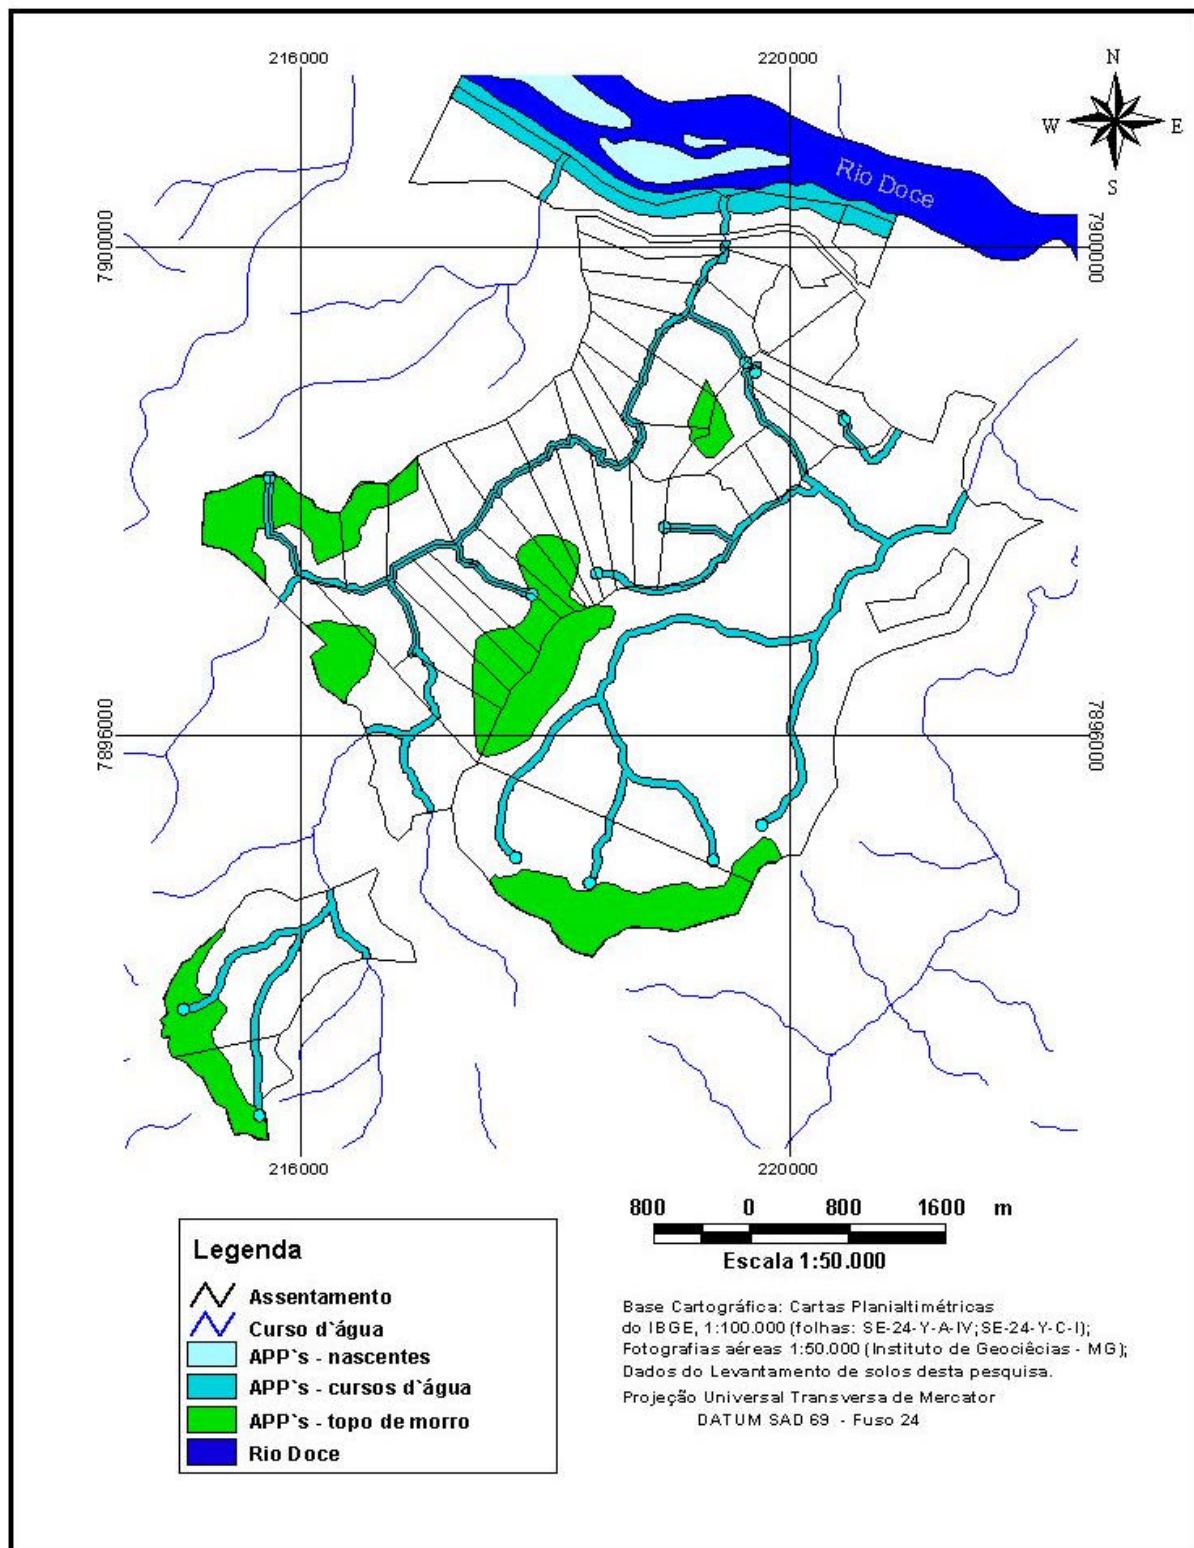 216000
220000
N
W
E
S
Rio Doce
7900000
7900000
7896000
7896000
216000
220000
800 0 800 1600 m
Escala 1:50.000
Legenda
Assentamento
Curso d`água
APP`s - nascentes
APP`s - cursos d`água
APP`s - topo de morro
Rio Doce
Base Cartográfica: Cartas Planialtimétricas
do IBGE, 1:100.000 (folhas: SE-24-Y-A-IV; SE-24-Y-C-I);
Fotografias aéreas 1:50.000 (Instituto de Geociêcias - MG);
Dados do Levantamento de solos desta pesquisa.
Projeção Universal Transversa de Mercator
DATUM SAD 69 - Fuso 24